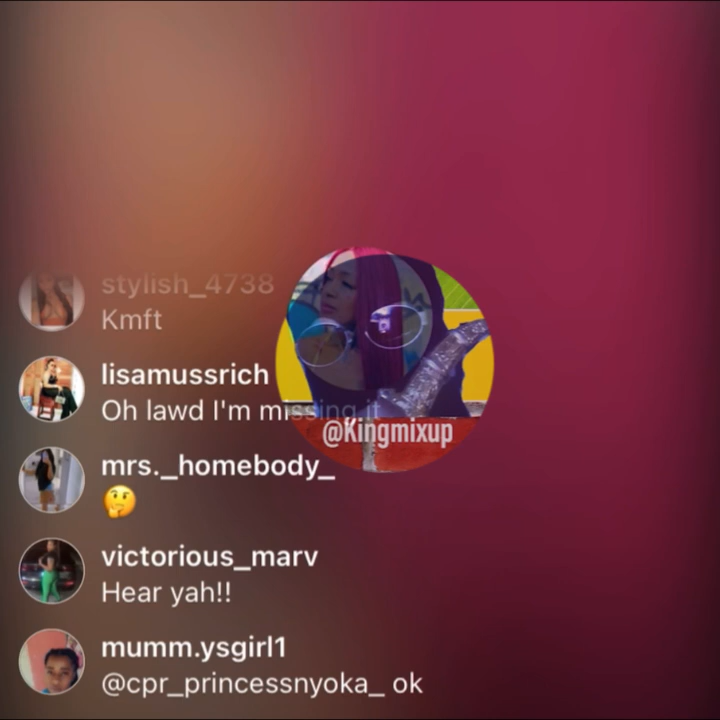 stylish_4738
Kmft
lisamussrich
Oh lawd I'm missing it
@Kingmixup
mrs._homebody_
🤔
victorious_marv
Hear yah!!
mumm.ysgirl1
@cpr_princessnyoka_ ok